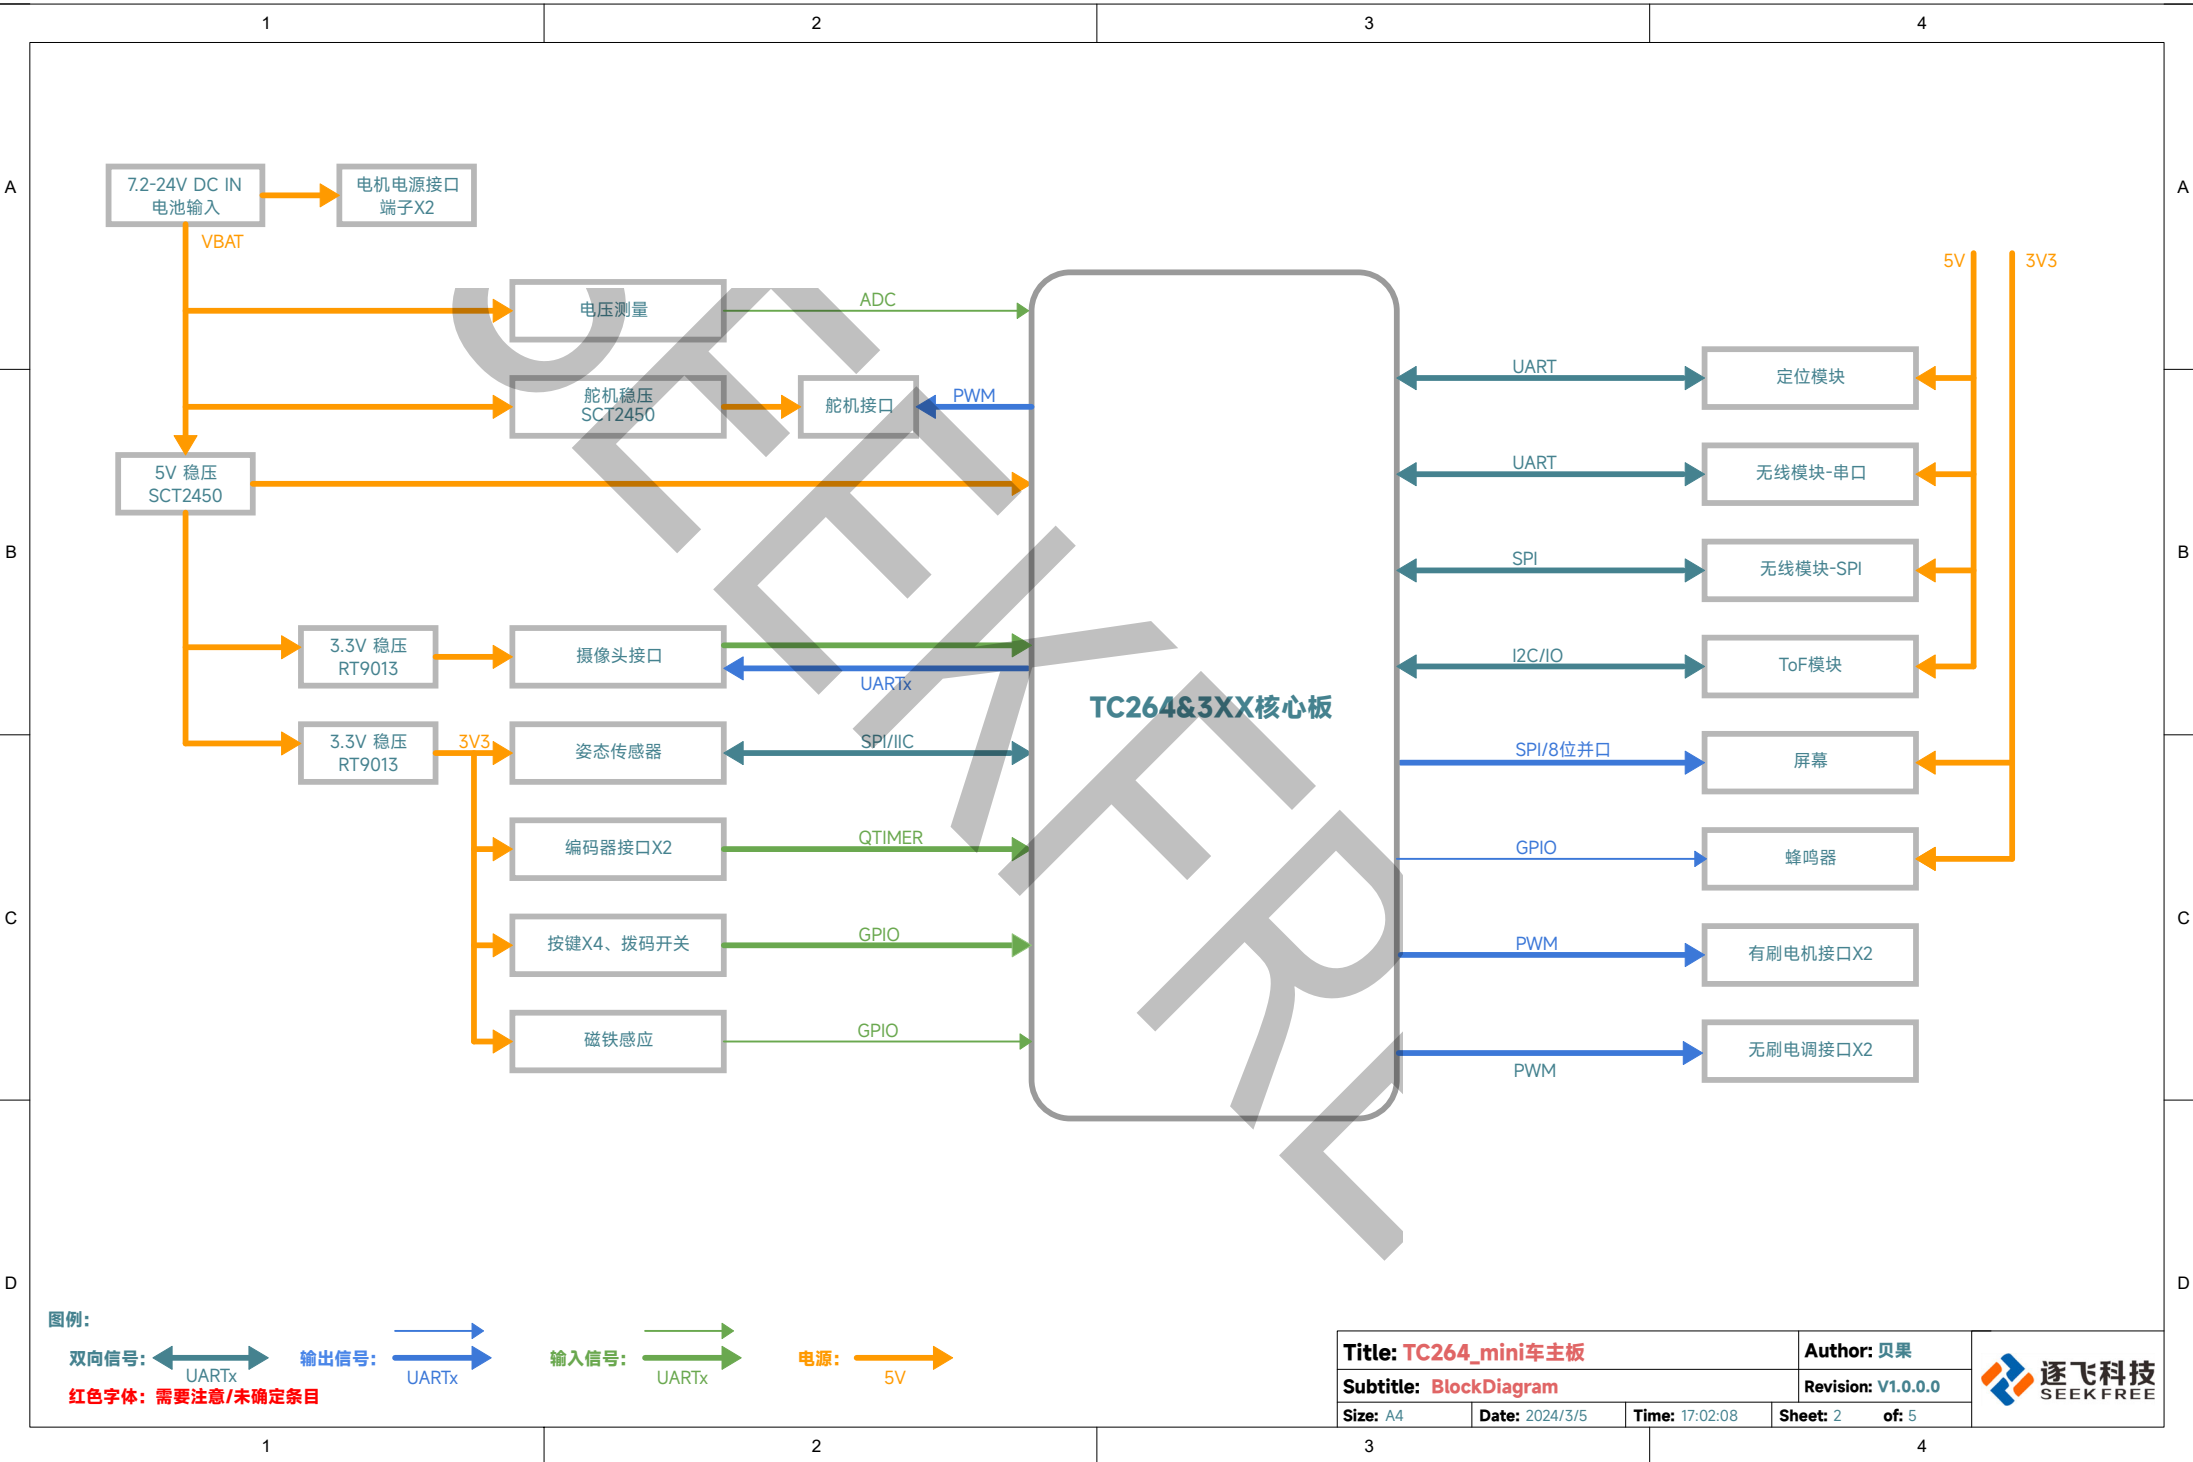 1
2
3
4
A
A
7.2-24V DC IN
电池输入
电机电源接口
端子X2
VBAT
5V
3V3
电压测量
ADC
舵机稳压
SCT2450
舵机接口
PWM
UART
定位模块
5V 稳压
SCT2450
UART
无线模块-串口
B
B
SPI
无线模块-SPI
3.3V 稳压
RT9013
摄像头接口
UARTx
I2C/IO
ToF模块
TC264&3XX核心板
3.3V 稳压
RT9013
3V3
姿态传感器
SPI/IIC
SPI/8位并口
屏幕
编码器接口X2
QTIMER
GPIO
蜂鸣器
C
C
按键X4、拨码开关
GPIO
PWM
有刷电机接口X2
磁铁感应
GPIO
PWM
无刷电调接口X2
SEEKFREE
D
D
图例：
双向信号：
UARTx
输出信号：
UARTx
输入信号：
UARTx
电源：
5V
红色字体：需要注意/未确定条目
Title: TC264_mini车主板
Author: 贝果
Subtitle: BlockDiagram
Revision: V1.0.0.0
Size: A4
Date: 2024/3/5
Time: 17:02:08
Sheet: 2
of: 5
逐飞科技
SEEKFREE
1
2
3
4